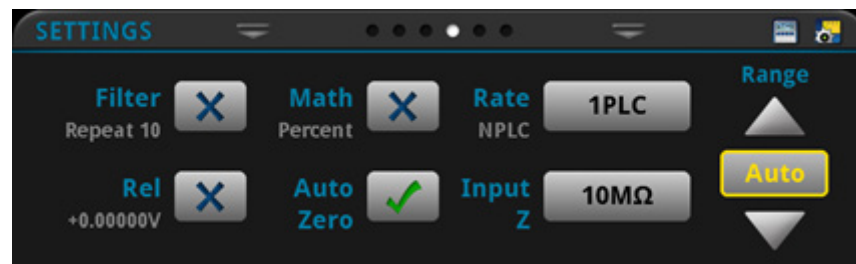 SETTINGS
Filter
Repeat 10
Math
Percent
Rate
NPLC
1PLC
Range
Rel
+0.00000V
Auto
Zero
Input
Z
10MΩ
Auto